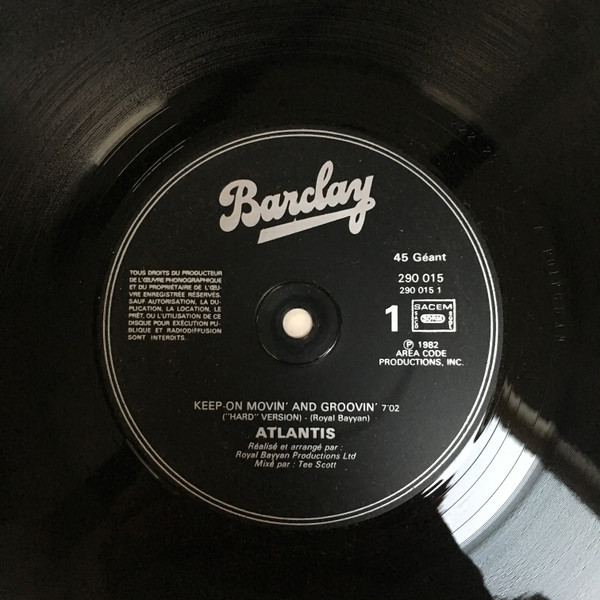 Barclay
45 Géant
290 015
290 015 1
TOUS DROITS DU PRODUCTEUR
DE L'ŒUVRE PHONOGRAPHIQUE
ET DU PROPRIÉTAIRE DE L'ŒU-
VRE ENREGISTRÉE RÉSERVÉS.
SAUF AUTORISATION, LA DU-
PLICATION, LA LOCATION, LE
PRÊT, OU L'UTILISATION DE CE
DISQUE POUR EXÉCUTION PU-
BLIQUE ET RADIODIFFUSION
SONT INTERDITS.
1
SACEM
Ⓟ 1982
AREA CODE
PRODUCTIONS, INC.
KEEP-ON MOVIN' AND GROOVIN' 7'02
("HARD" VERSION) - (Royal Bayyan)
ATLANTIS
Réalisé et arrangé par :
Royal Bayyan Productions Ltd
Mixé par : Tee Scott